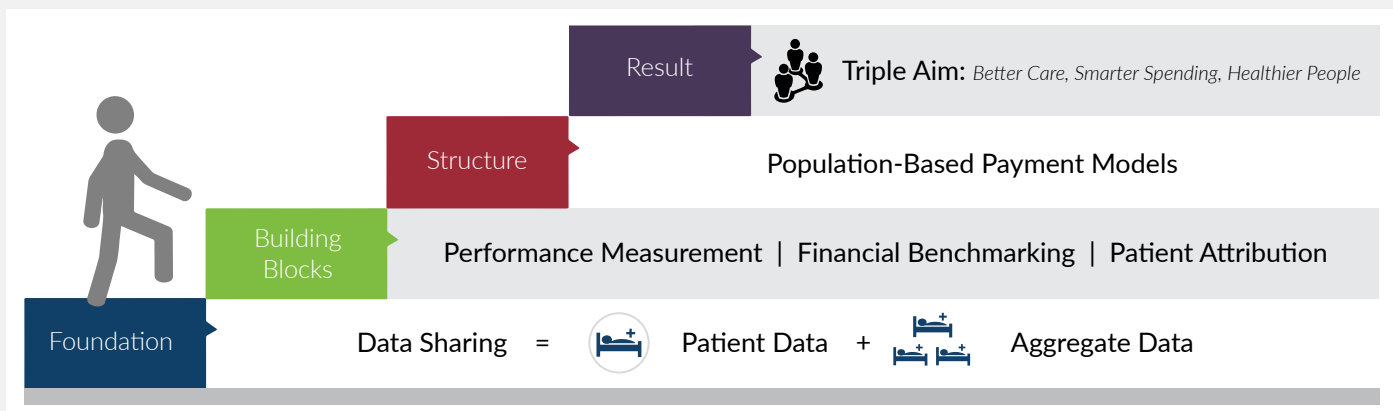 Result
Triple Aim: Better Care, Smarter Spending, Healthier People
Structure
Population-Based Payment Models
Building
Blocks
Performance Measurement | Financial Benchmarking | Patient Attribution
Foundation
Data Sharing = Patient Data + Aggregate Data